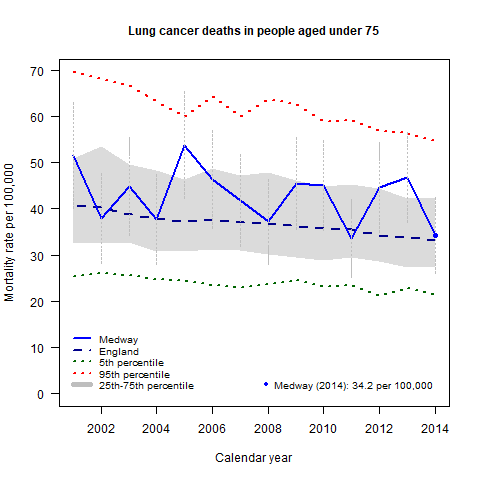 Lung cancer deaths in people aged under 75
Mortality rate per 100,000
70
60
50
40
30
20
10
0
Medway
England
5th percentile
95th percentile
25th-75th percentile
Medway (2014): 34.2 per 100,000
2002 2004 2006 2008 2010 2012 2014
Calendar year